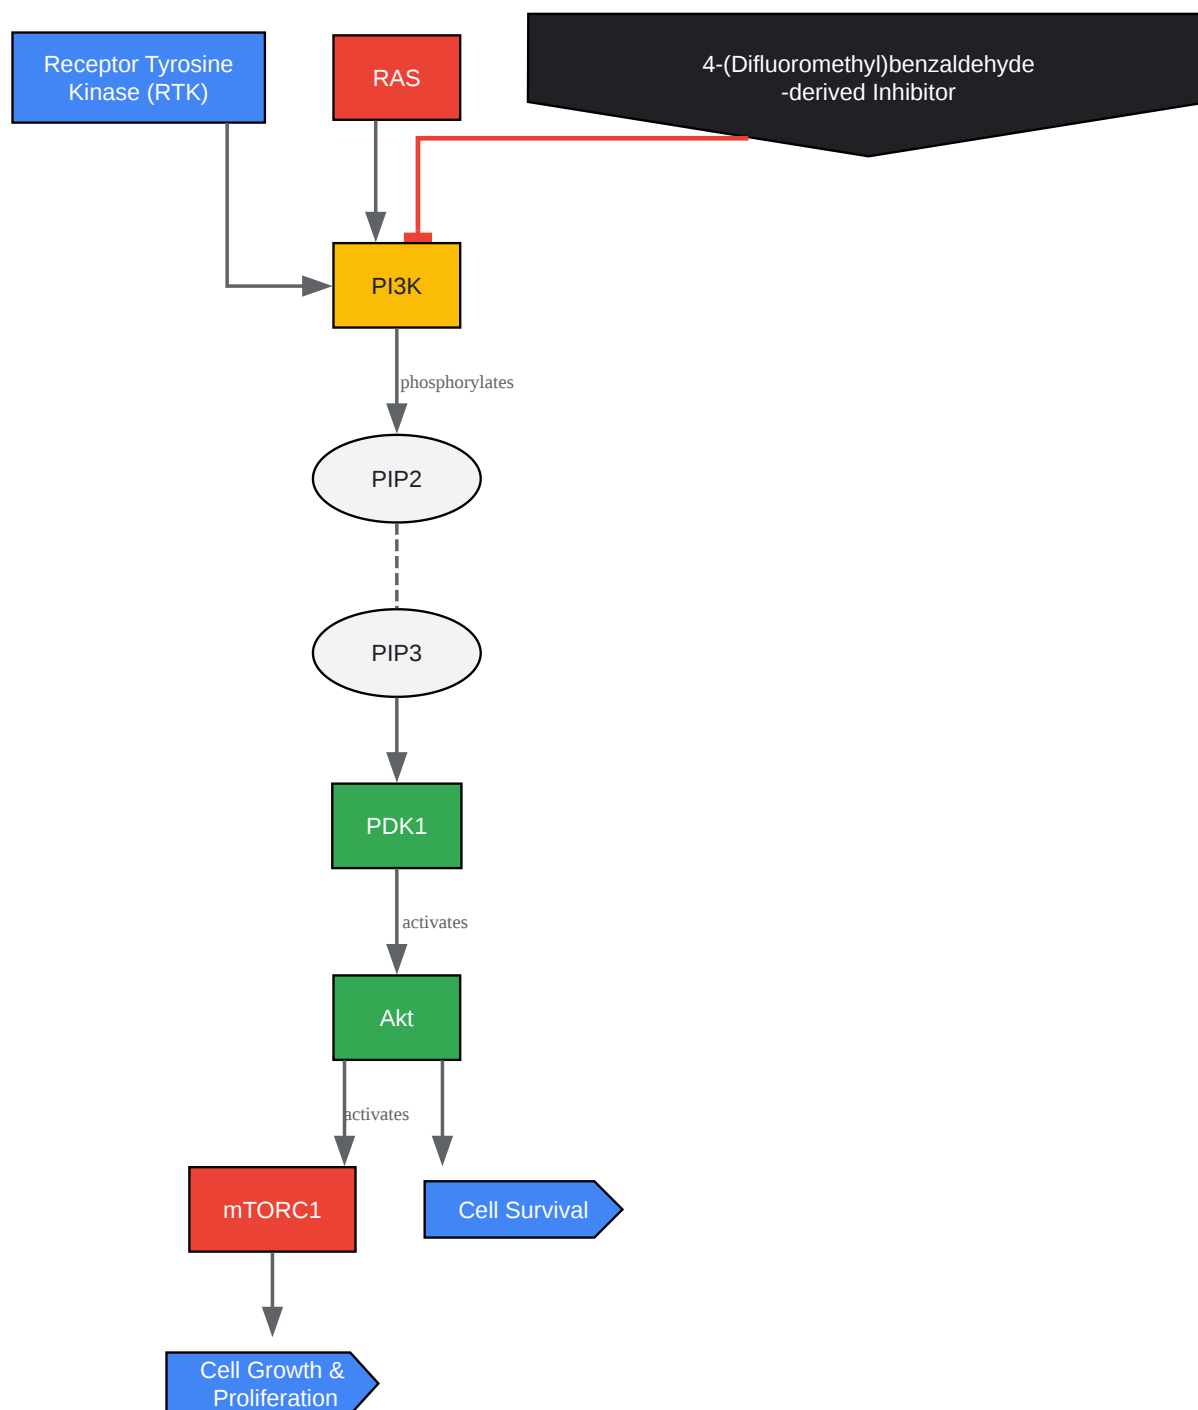 Receptor Tyrosine
Kinase (RTK)
RAS
4-(Difluoromethyl)benzaldehyde
-derived Inhibitor
PI3K
phosphorylates
PIP2
PIP3
PDK1
activates
Akt
activates
mTORC1
Cell Survival
Cell Growth &
Proliferation